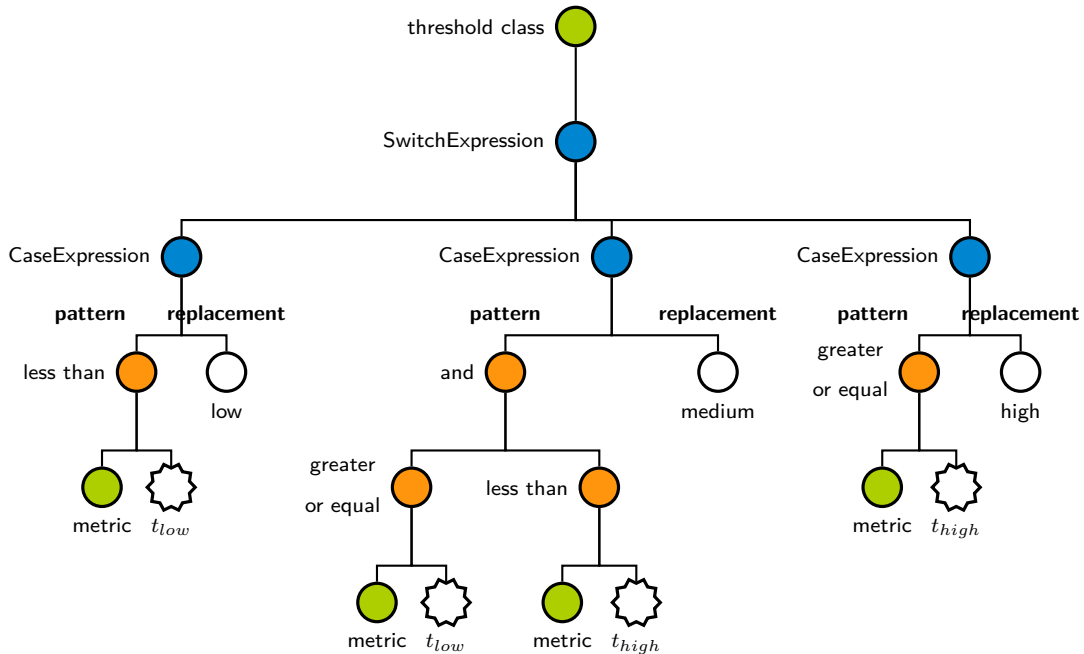 threshold class
SwitchExpression
CaseExpression
CaseExpression
CaseExpression
pattern
replacement
pattern
replacement
pattern
replacement
less than
low
and
medium
greater
or equal
high
metric
t_low
greater
or equal
less than
metric
t_high
metric
t_low
metric
t_high